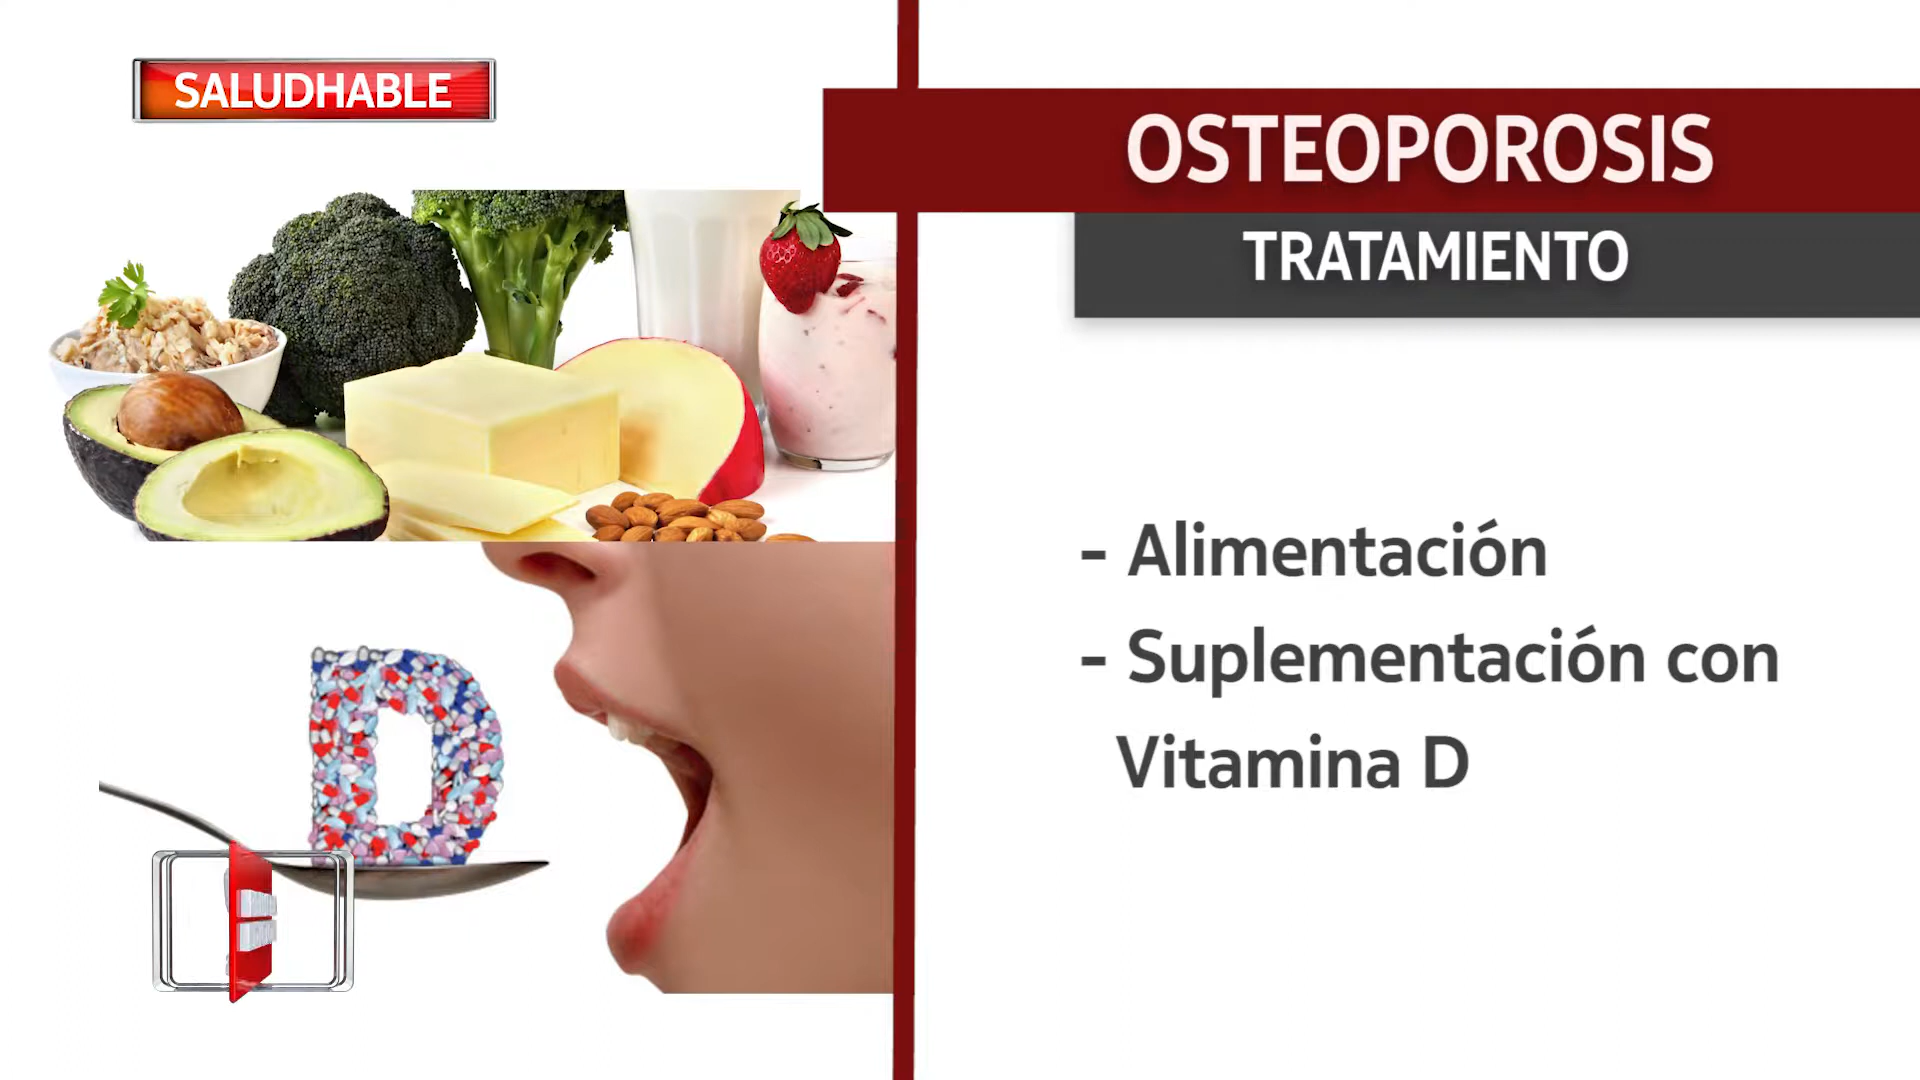 SALUDHABLE
OSTEOPOROSIS
TRATAMIENTO
- Alimentación
- Suplementación con
Vitamina D
D